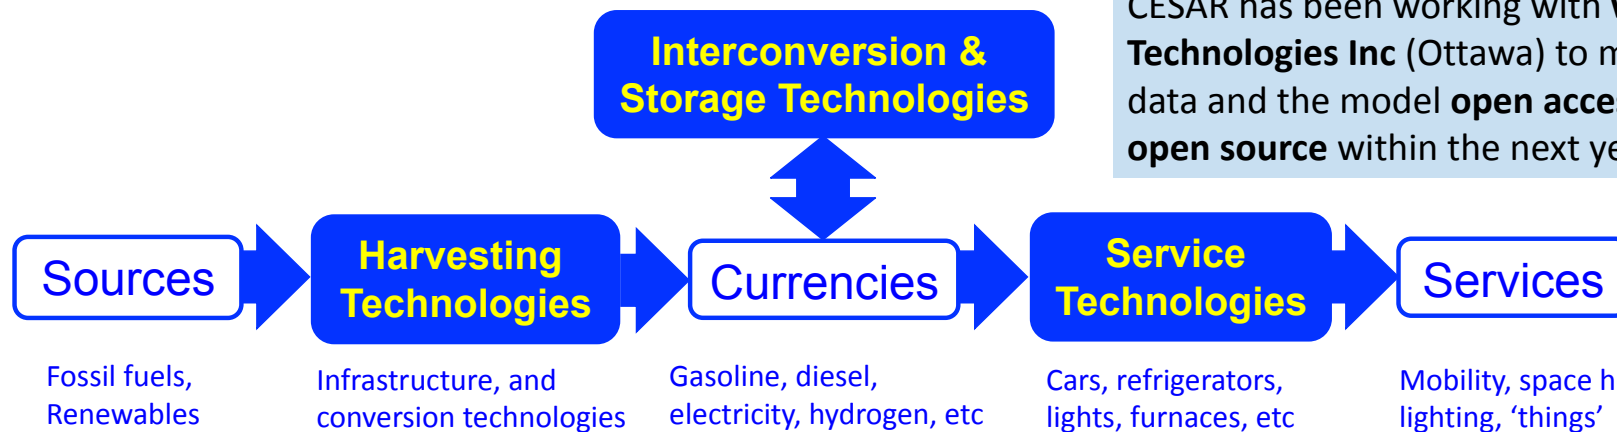 CESAR has been working with
Technologies Inc (Ottawa) to
data and the model open
open source within the next
Interconversion &
Storage Technologies
Sources
Harvesting
Technologies
Currencies
Service
Technologies
Services
Fossil fuels,
Renewables
Infrastructure, and
conversion technologies
Gasoline, diesel,
electricity, hydrogen, etc
Cars, refrigerators,
lights, furnaces, etc
Mobility, space
lighting, ‘things’